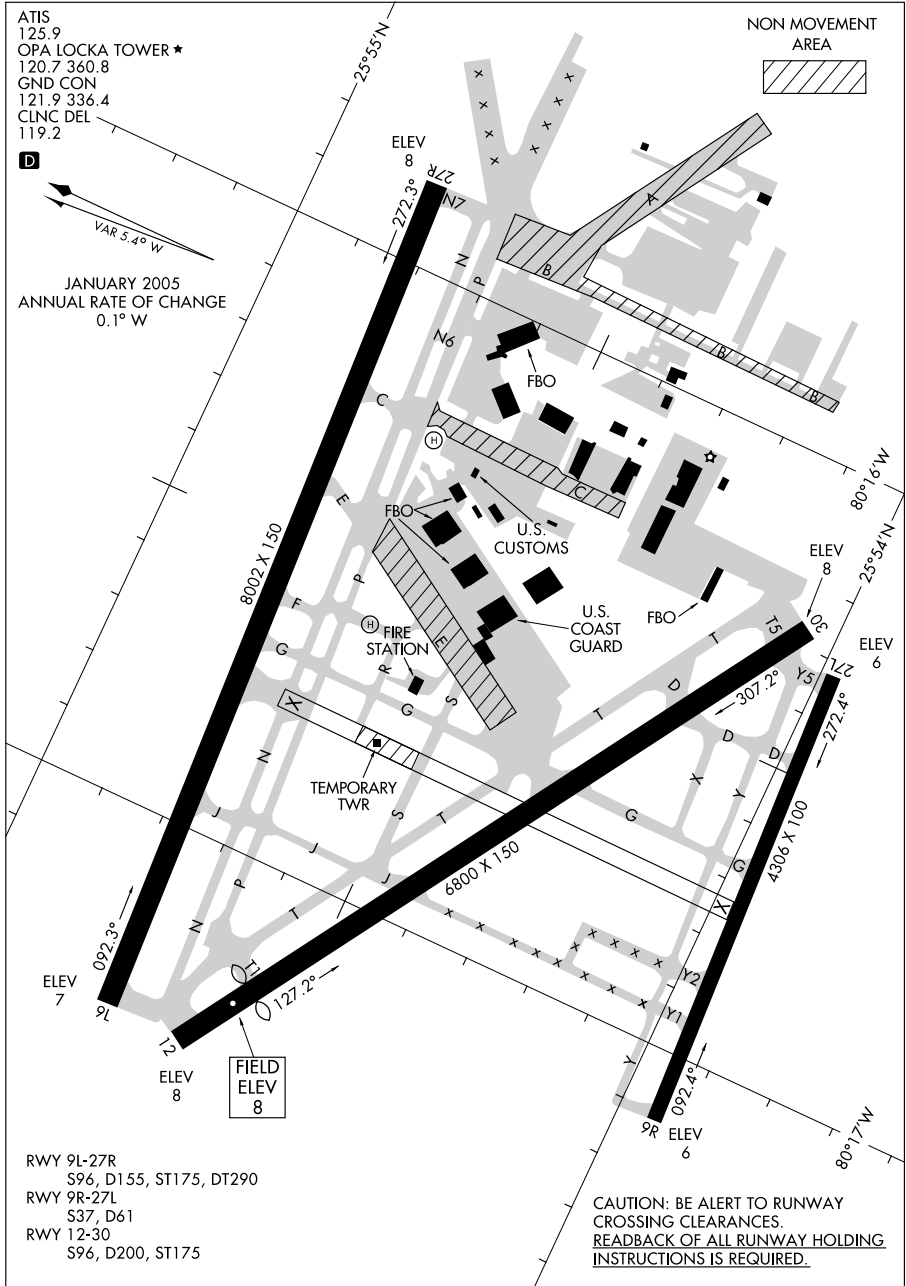 ATIS
125.9
OPA LOCKA TOWER ★
120.7 360.8
GND CON
121.9 336.4
CLNC DEL
119.2
D
VAR 5.4° W
JANUARY 2005
ANNUAL RATE OF CHANGE
0.1° W
NON MOVEMENT
AREA
25°55'N
ELEV
8
27R
272.3°
N7
N
P
A
B
B
B
N6
FBO
C
H
C
80°16'W
25°54'N
E
FBO
U.S.
CUSTOMS
8002 X 150
P
F
H
FIRE
STATION
E
U.S.
COAST
GUARD
FBO
ELEV
8
30
T5
T
Y5
27L
ELEV
6
G
R
G
S
D
T
307.2°
272.4°
X
N
TEMPORARY
TWR
D
D
X
Y
J
S
T
G
G
4306 X 100
J
J
6800 X 150
P
T
N
X
092.3°
T1
127.2°
Y2
Y1
ELEV
7
9L
12
ELEV
8
FIELD
ELEV
8
Y
092.4°
9R
ELEV
6
80°17'W
RWY 9L-27R
S96, D155, ST175, DT290
RWY 9R-27L
S37, D61
RWY 12-30
S96, D200, ST175
CAUTION: BE ALERT TO RUNWAY
CROSSING CLEARANCES.
READBACK OF ALL RUNWAY HOLDING
INSTRUCTIONS IS REQUIRED.